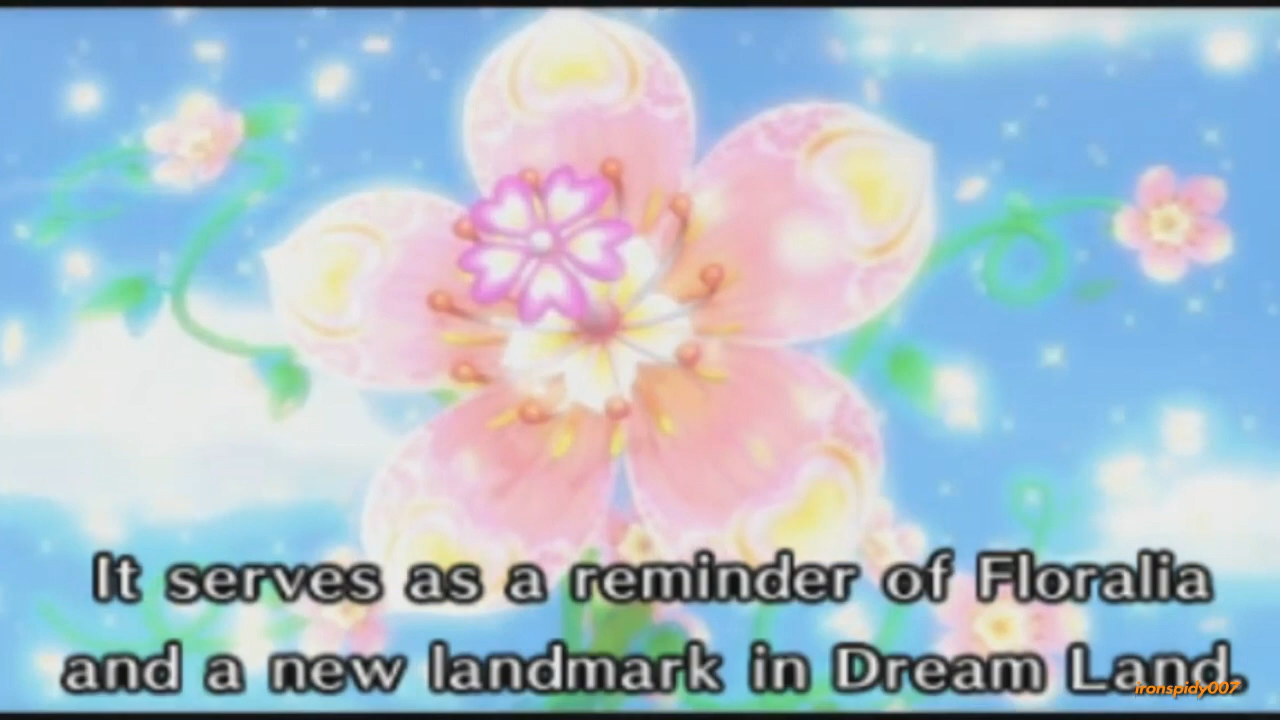 It serves as a reminder of Floralia
and a new landmark in Dream Land.
ironspidy007